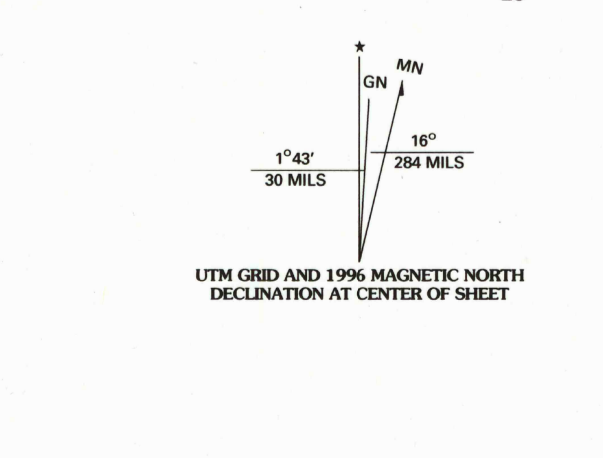 ★
MN
GN
16°
284 MILS
1°43′
30 MILS
UTM GRID AND 1996 MAGNETIC NORTH
DECLINATION AT CENTER OF SHEET